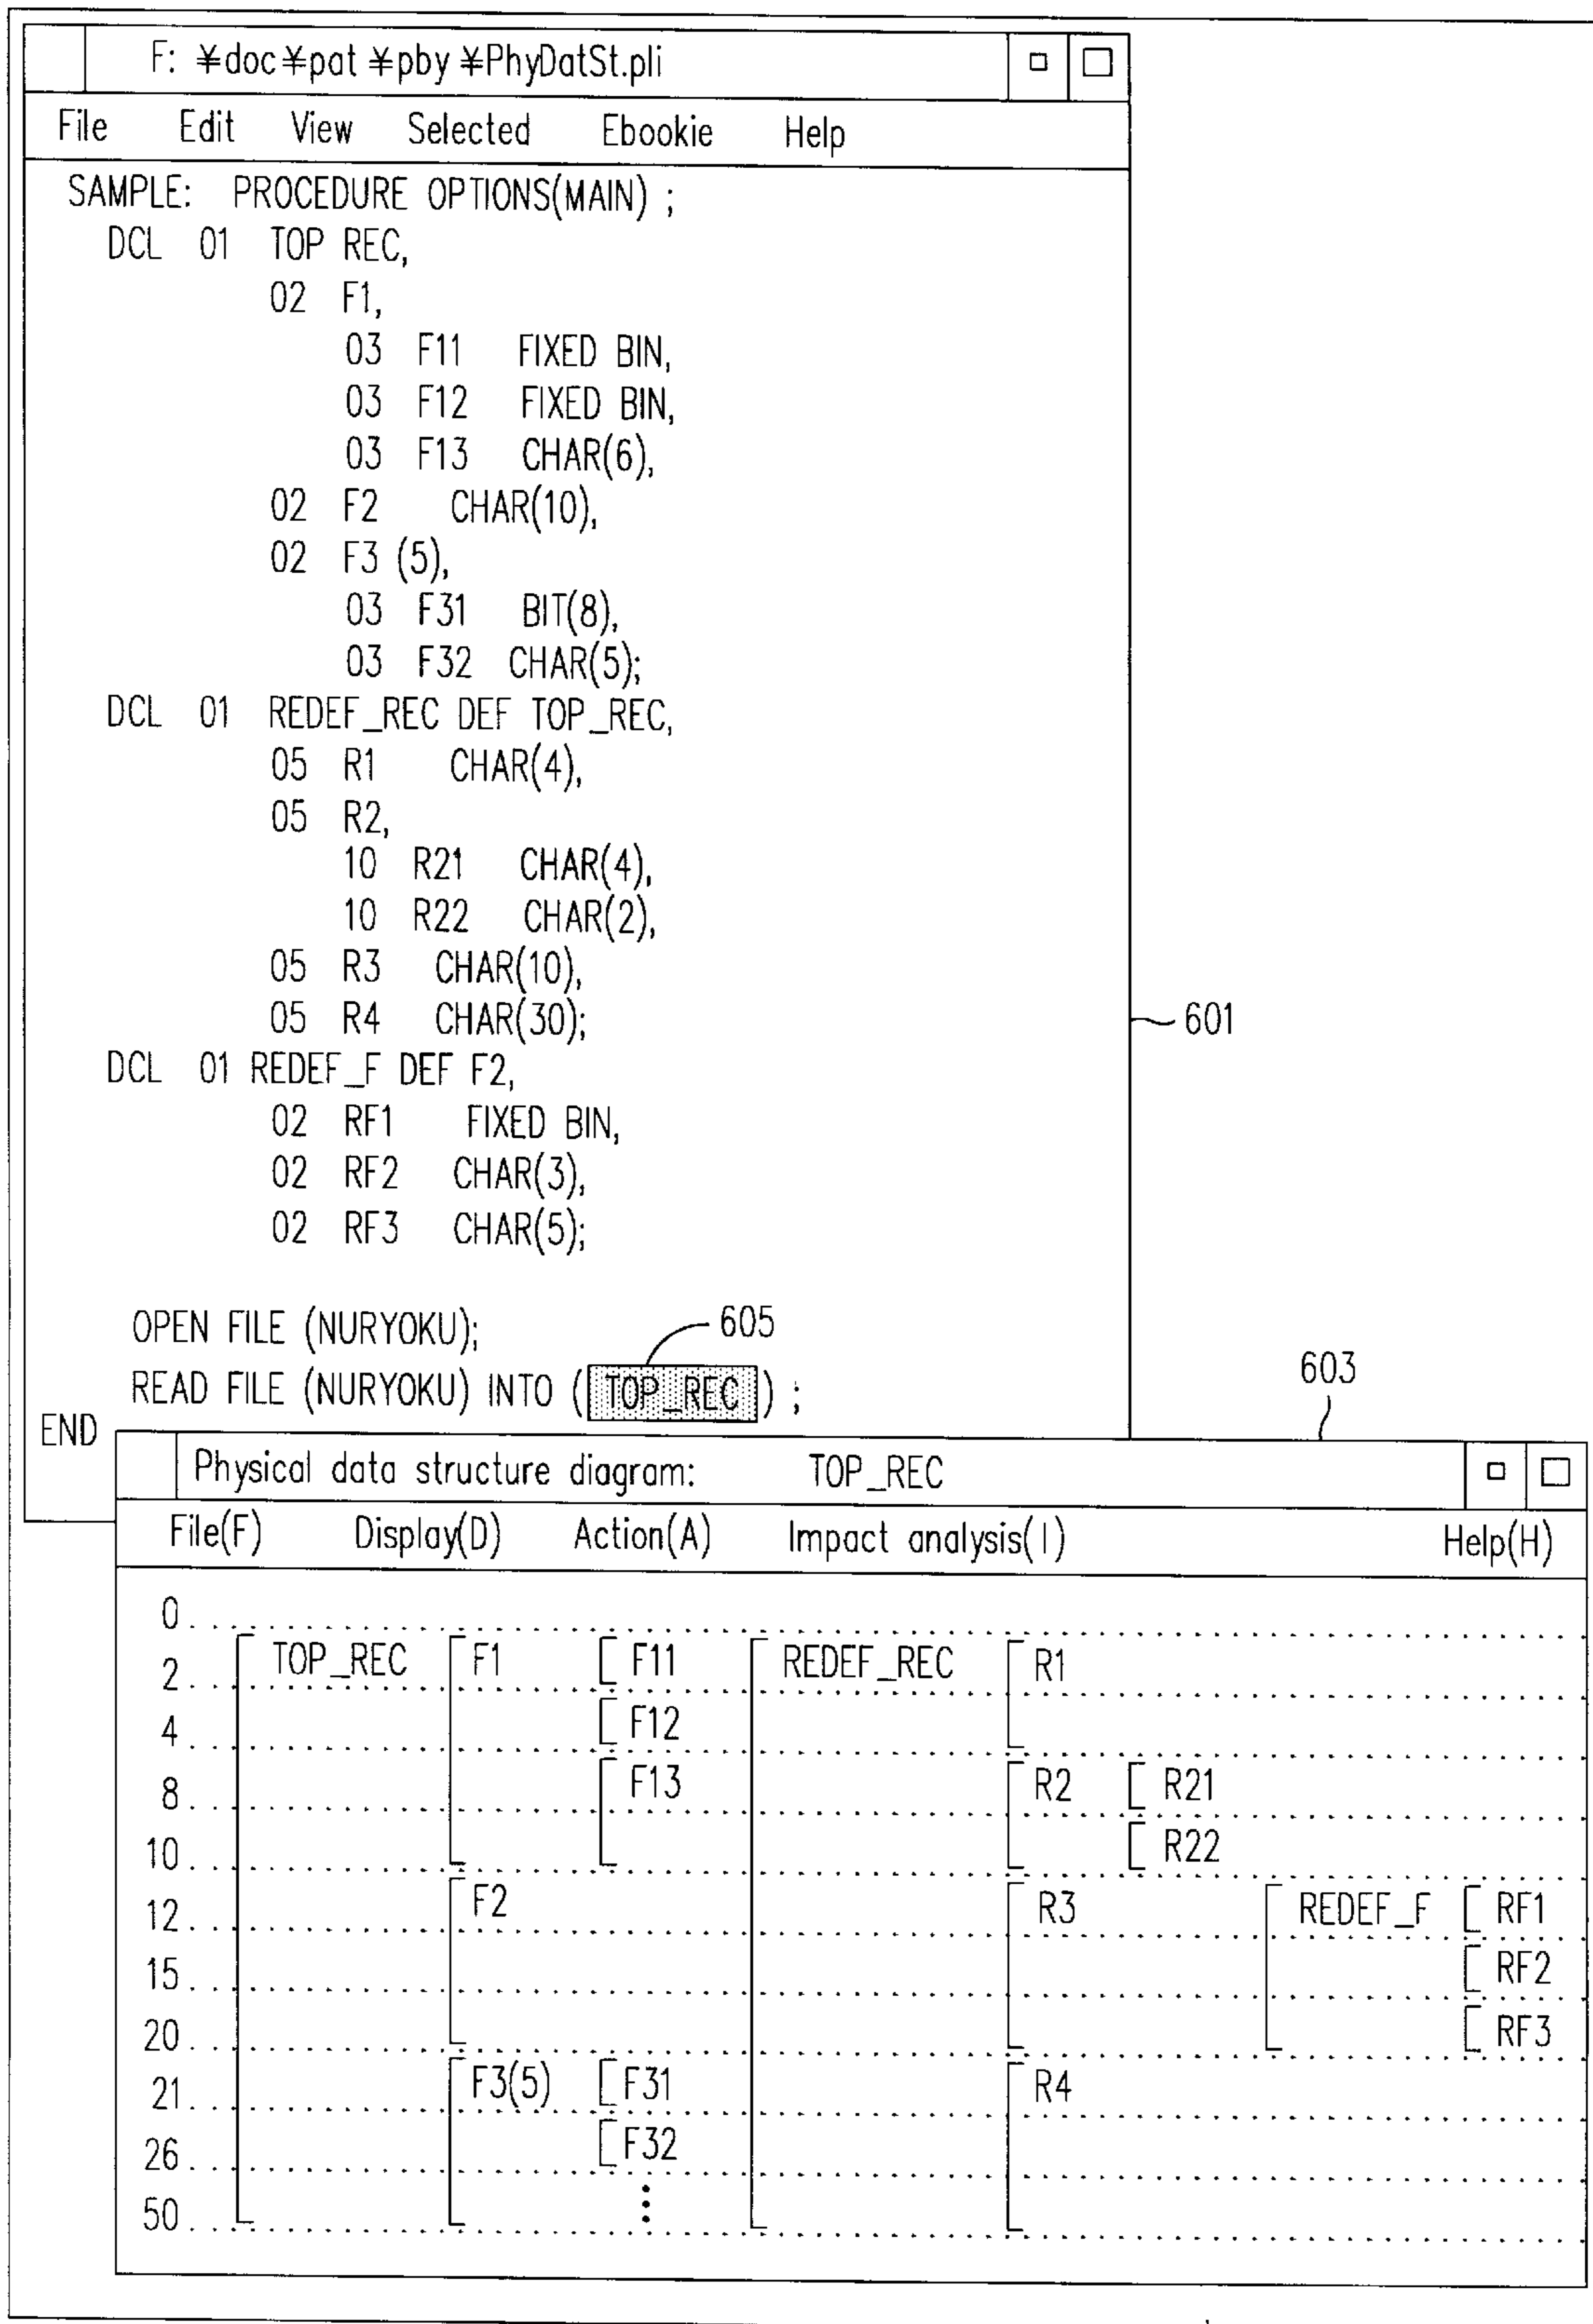 F: ¥doc¥pat ¥pby ¥PhyDatSt.pli
File Edit View Selected Ebookie Help
SAMPLE: PROCEDURE OPTIONS(MAIN) ;
DCL 01 TOP REC,
02 F1,
03 F11 FIXED BIN,
03 F12 FIXED BIN,
03 F13 CHAR(6),
02 F2 CHAR(10),
02 F3 (5),
03 F31 BIT(8),
03 F32 CHAR(5);
DCL 01 REDEF_REC DEF TOP_REC,
05 R1 CHAR(4),
05 R2,
10 R21 CHAR(4),
10 R22 CHAR(2),
05 R3 CHAR(10),
05 R4 CHAR(30);
601
DCL 01 REDEF_F DEF F2,
02 RF1 FIXED BIN,
02 RF2 CHAR(3),
02 RF3 CHAR(5);
OPEN FILE (NURYOKU);
605
READ FILE (NURYOKU) INTO ( TOP_REC ) ;
603
END
Physical data structure diagram: TOP_REC
File(F) Display(D) Action(A) Impact analysis(I) Help(H)
0
2 TOP_REC F1 F11 REDEF_REC R1
4 F12
8 F13 R2 R21
10 R22
12 F2 R3 REDEF_F RF1
15 RF2
20 RF3
21 F3(5) F31 R4
26 F32
50